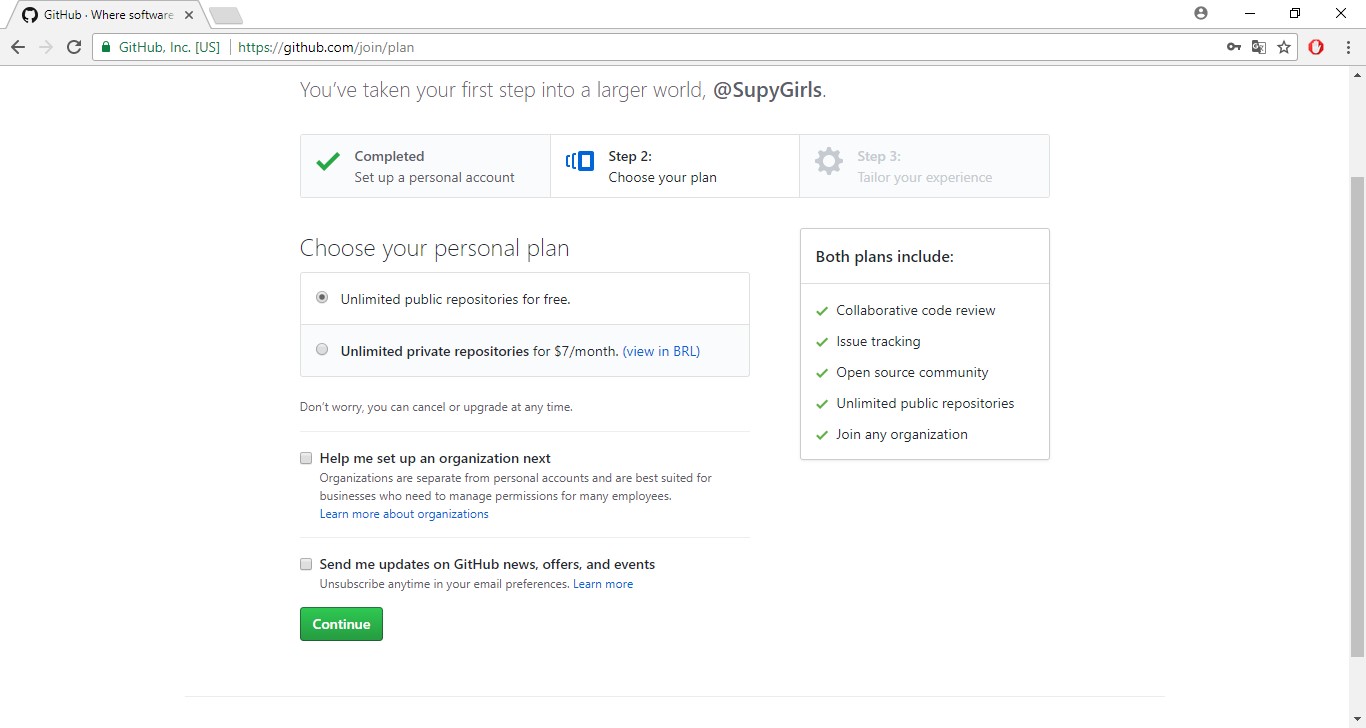 GitHub · Where software
GitHub, Inc. [US] https://github.com/join/plan
You've taken your first step into a larger world, @SupyGirls.
Completed
Set up a personal account
Step 2:
Choose your plan
Step 3:
Tailor your experience
Choose your personal plan
Unlimited public repositories for free.
Unlimited private repositories for $7/month. (view in BRL)
Don't worry, you can cancel or upgrade at any time.
Help me set up an organization next
Organizations are separate from personal accounts and are best suited for
businesses who need to manage permissions for many employees.
Learn more about organizations
Send me updates on GitHub news, offers, and events
Unsubscribe anytime in your email preferences. Learn more
Continue
Both plans include:
Collaborative code review
Issue tracking
Open source community
Unlimited public repositories
Join any organization